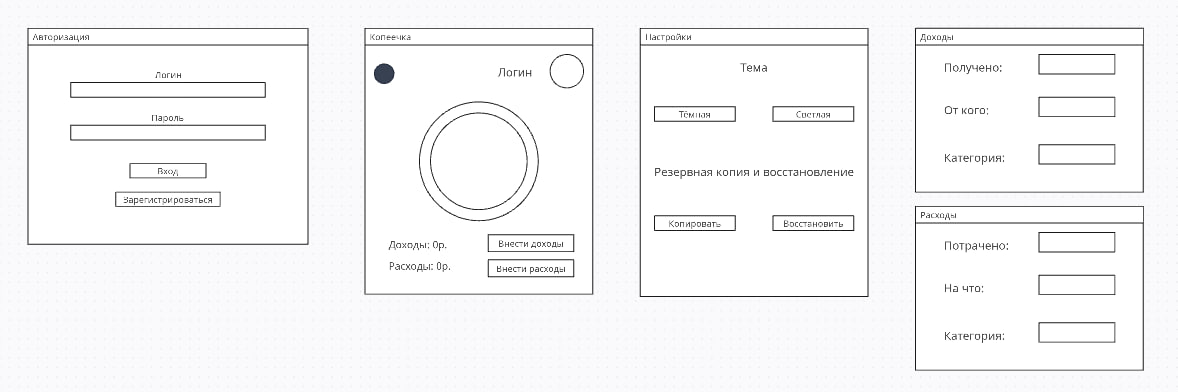 Авторизация
Логин
Пароль
Вход
Зарегистрироваться
Копеечка
Логин
Доходы: 0р.
Внести доходы
Расходы: 0р.
Внести расходы
Настройки
Тема
Тёмная
Светлая
Резервная копия и восстановление
Копировать
Восстановить
Доходы
Получено:
От кого:
Категория:
Расходы
Потрачено:
На что:
Категория: